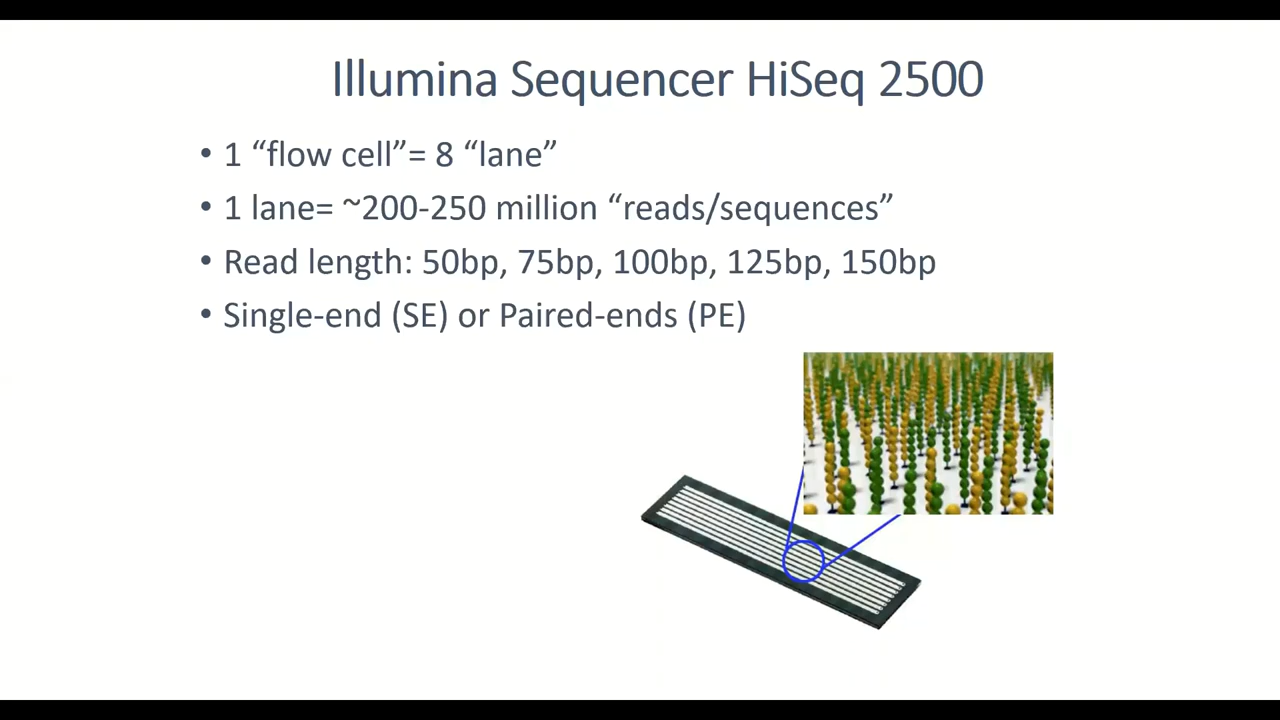 Illumina Sequencer HiSeq 2500
• 1 “flow cell”= 8 “lane”
• 1 lane= ~200-250 million “reads/sequences”
• Read length: 50bp, 75bp, 100bp, 125bp, 150bp
• Single-end (SE) or Paired-ends (PE)